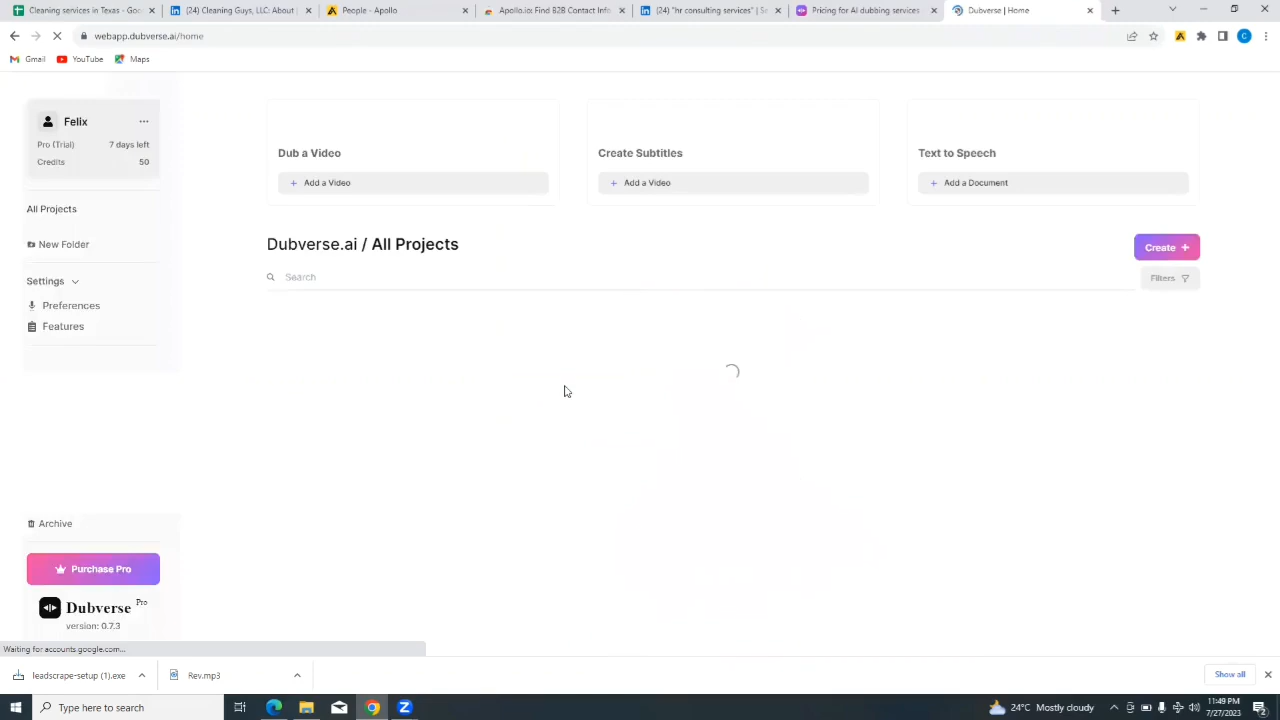 Cleaning services in Texas - Goo
(24) Cleaning Guys, LLC: About
People - Apollo
Apollo.io: Find B2B Contact Info
(24) "hr consulting services" | Se
Pricing for AI dubbing services
Dubverse | Home
webapp.dubverse.ai/home
C
Gmail
YouTube
Maps
Felix
Pro (Trial)
7 days left
Credits
50
All Projects
New Folder
Settings
Preferences
Features
Dub a Video
+ Add a Video
Create Subtitles
+ Add a Video
Text to Speech
+ Add a Document
Dubverse.ai / All Projects
Create +
Search
Filters
Archive
Purchase Pro
Dubverse Pro
version: 0.7.3
Waiting for accounts.google.com...
leadscrape-setup (1).exe
Rev.mp3
Show all
Type here to search
24°C Mostly cloudy
11:49 PM
7/27/2023
2